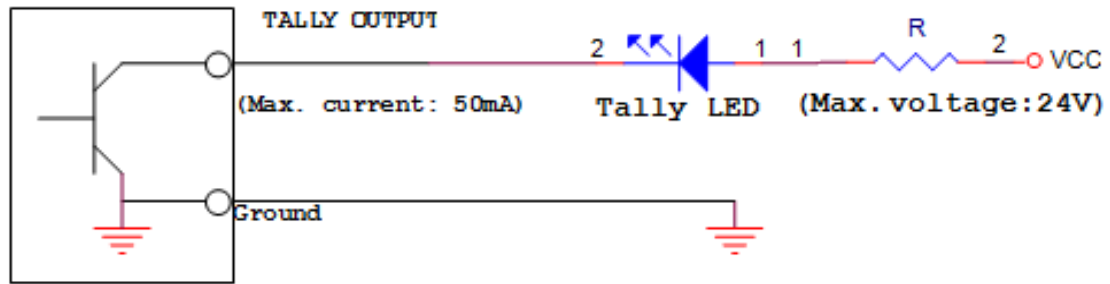 TALLY OUTPUT
R
2 1 1 2 VCC
(Max. current: 50mA) Tally LED (Max.voltage:24V)
Ground